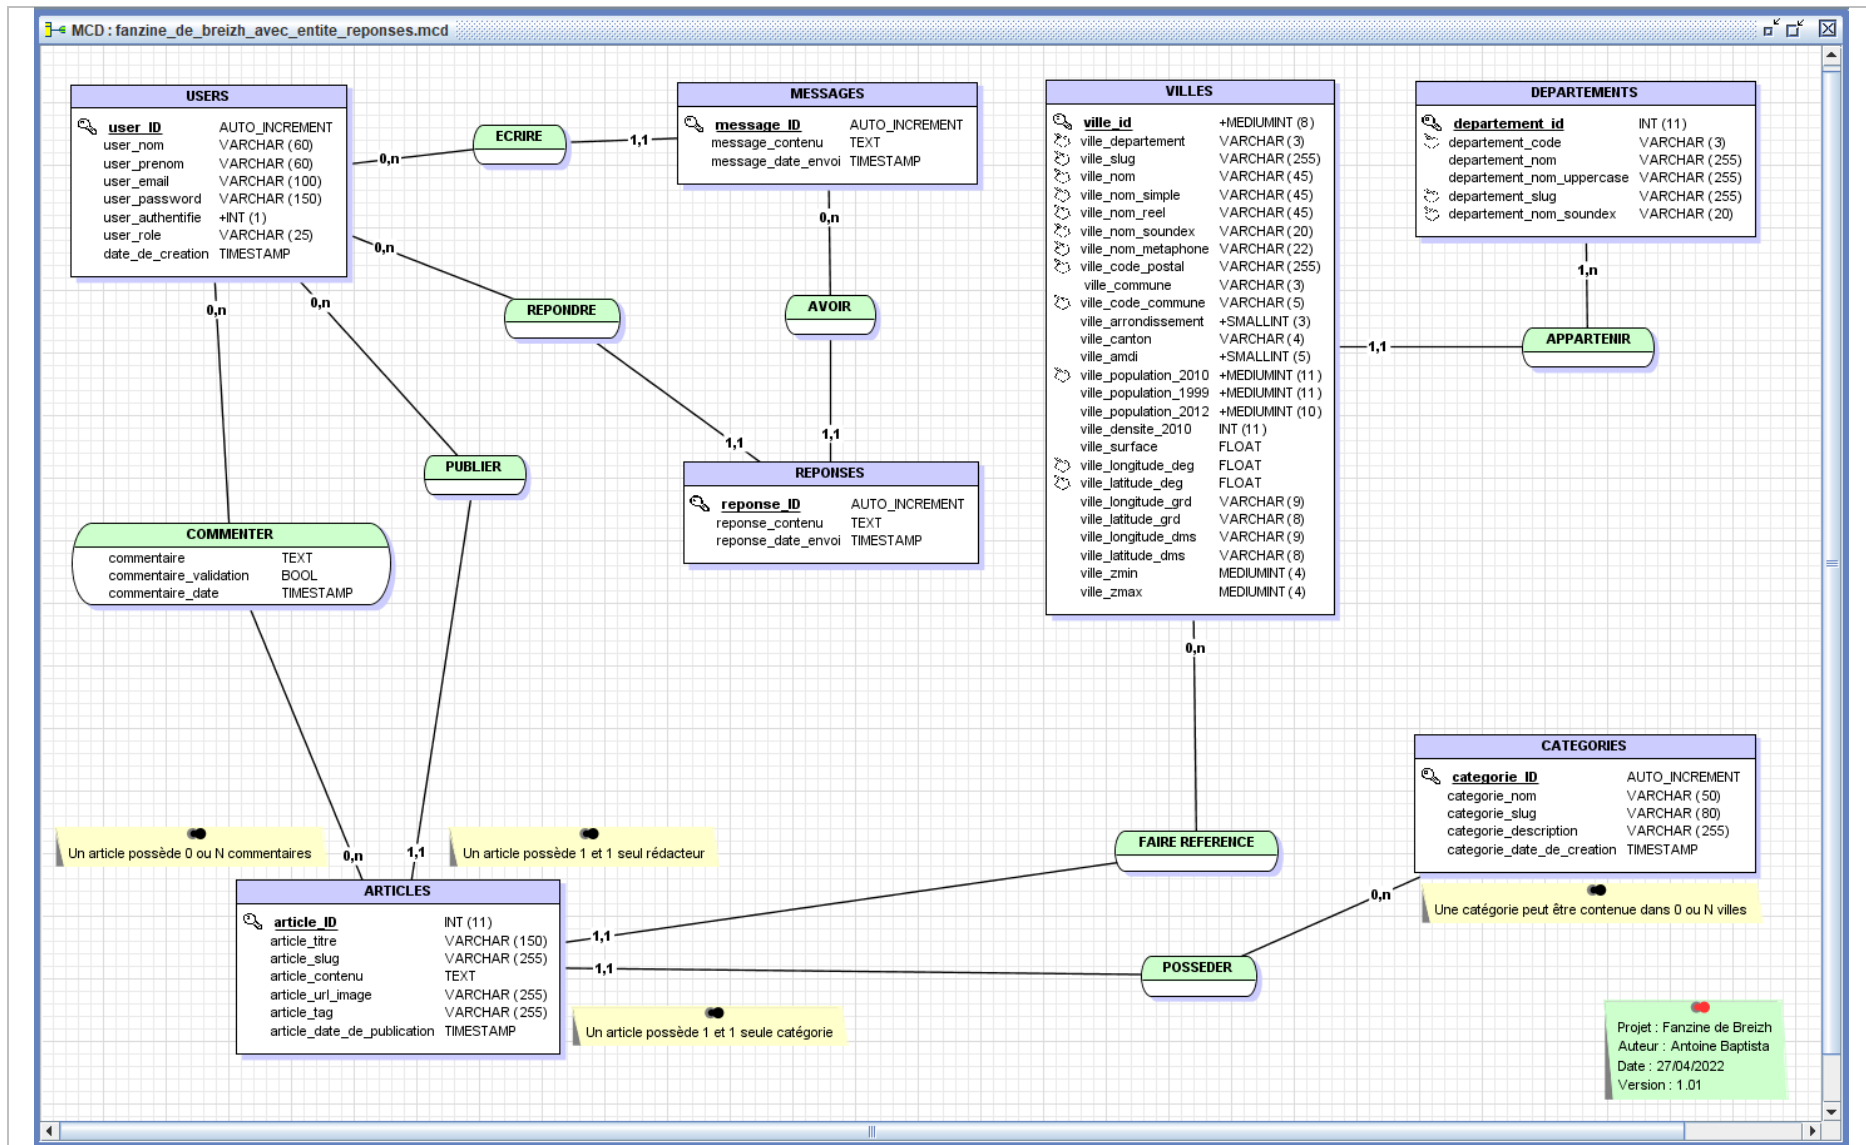 MCD : fanzine_de_breizh_avec_entite_reponses.mcd
USERS
user_ID AUTO_INCREMENT
user_nom VARCHAR (60)
user_prenom VARCHAR (60)
user_email VARCHAR (100)
user_password VARCHAR (150)
user_authentifie +INT (1)
user_role VARCHAR (25)
date_de_creation TIMESTAMP
0,n
ECRIRE
1,1
MESSAGES
message_ID AUTO_INCREMENT
message_contenu TEXT
message_date_envoi TIMESTAMP
VILLES
ville_id +MEDIUMINT (8)
ville_departement VARCHAR (3)
ville_slug VARCHAR (255)
ville_nom VARCHAR (45)
ville_nom_simple VARCHAR (45)
ville_nom_reel VARCHAR (45)
ville_nom_soundex VARCHAR (20)
ville_nom_metaphone VARCHAR (22)
ville_code_postal VARCHAR (255)
ville_commune VARCHAR (3)
ville_code_commune VARCHAR (5)
ville_arrondissement +SMALLINT (3)
ville_canton VARCHAR (4)
ville_amdi +SMALLINT (5)
ville_population_2010 +MEDIUMINT (11)
ville_population_1999 +MEDIUMINT (11)
ville_population_2012 +MEDIUMINT (10)
ville_densite_2010 INT (11)
ville_surface FLOAT
ville_longitude_deg FLOAT
ville_latitude_deg FLOAT
ville_longitude_grd VARCHAR (9)
ville_latitude_grd VARCHAR (8)
ville_longitude_dms VARCHAR (9)
ville_latitude_dms VARCHAR (8)
ville_zmin MEDIUMINT (4)
ville_zmax MEDIUMINT (4)
DEPARTEMENTS
departement_id INT (11)
departement_code VARCHAR (3)
departement_nom VARCHAR (255)
departement_nom_uppercase VARCHAR (255)
departement_slug VARCHAR (255)
departement_nom_soundex VARCHAR (20)
1,n
APPARTENIR
1,1
0,n
REPONDRE
1,1
0,n
AVOIR
1,1
0,n
0,n
PUBLIER
REPONSES
reponse_ID AUTO_INCREMENT
reponse_contenu TEXT
reponse_date_envoi TIMESTAMP
COMMENTER
commentaire TEXT
commentaire_validation BOOL
commentaire_date TIMESTAMP
0,n
CATEGORIES
categorie_ID AUTO_INCREMENT
categorie_nom VARCHAR (50)
categorie_slug VARCHAR (80)
categorie_description VARCHAR (255)
categorie_date_de_creation TIMESTAMP
FAIRE REFERENCE
Un article possède 0 ou N commentaires
0,n
1,1
Un article possède 1 et 1 seul rédacteur
0,n
Une catégorie peut être contenue dans 0 ou N villes
ARTICLES
article_ID INT (11)
article_titre VARCHAR (150)
article_slug VARCHAR (255)
article_contenu TEXT
article_url_image VARCHAR (255)
article_tag VARCHAR (255)
article_date_de_publication TIMESTAMP
1,1
1,1
POSSEDER
Un article possède 1 et 1 seule catégorie
Projet : Fanzine de Breizh
Auteur : Antoine Baptista
Date : 27/04/2022
Version : 1.01